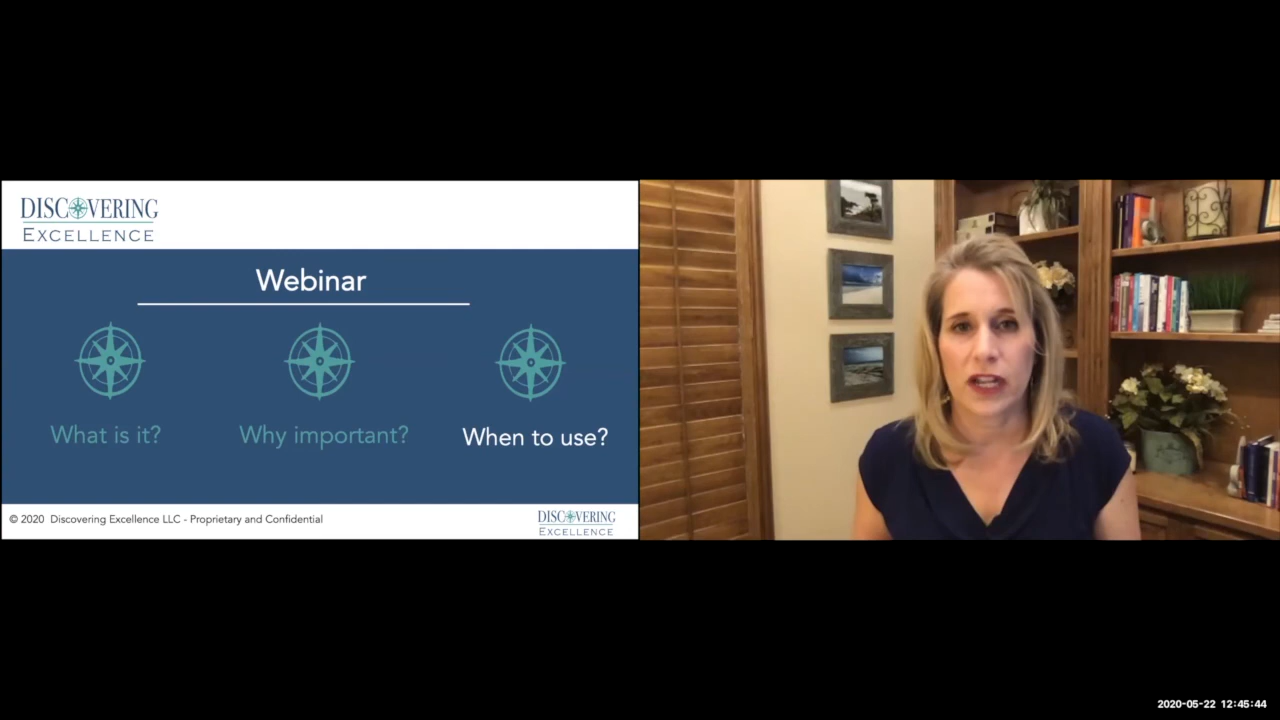 DISCOVERING
EXCELLENCE
Webinar
What is it?
Why important?
When to use?
© 2020 Discovering Excellence LLC - Proprietary and Confidential
DISCOVERING
EXCELLENCE
2020-05-22 12:45:44